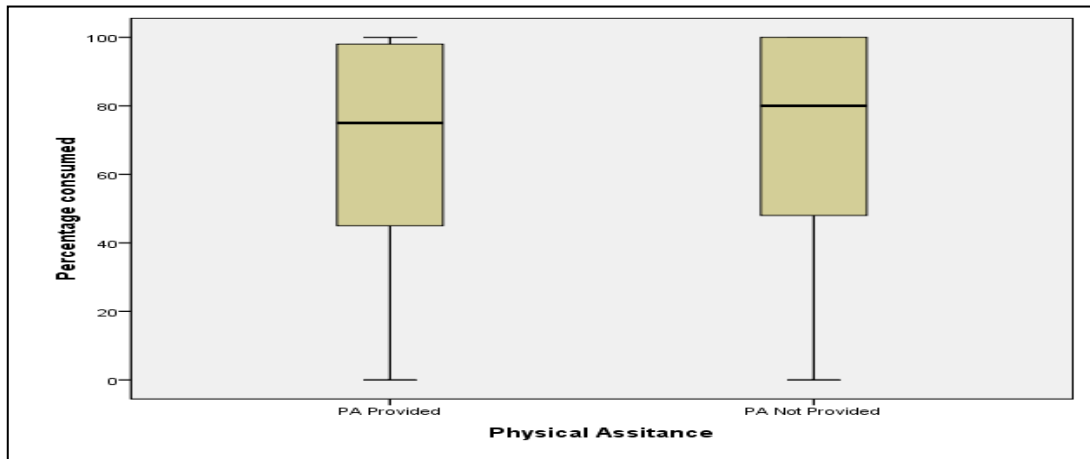 Percentage consumed
100
80
60
40
20
0
PA Provided
PA Not Provided
Physical Assitance